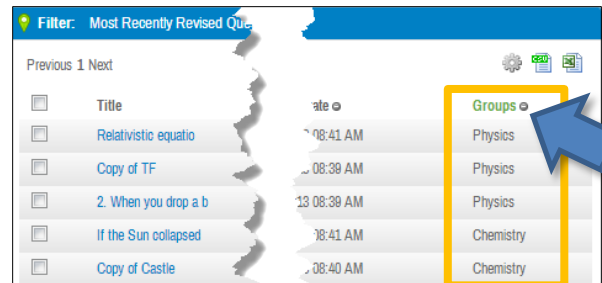 Filter: Most Recently Revised
Previous 1 Next
Title Groups
Relativistic equatio 08:41 AM Physics
Copy of TF 08:39 AM Physics
2. When you drop a b 13 08:39 AM Physics
If the Sun collapsed 08:41 AM Chemistry
Copy of Castle 08:40 AM Chemistry